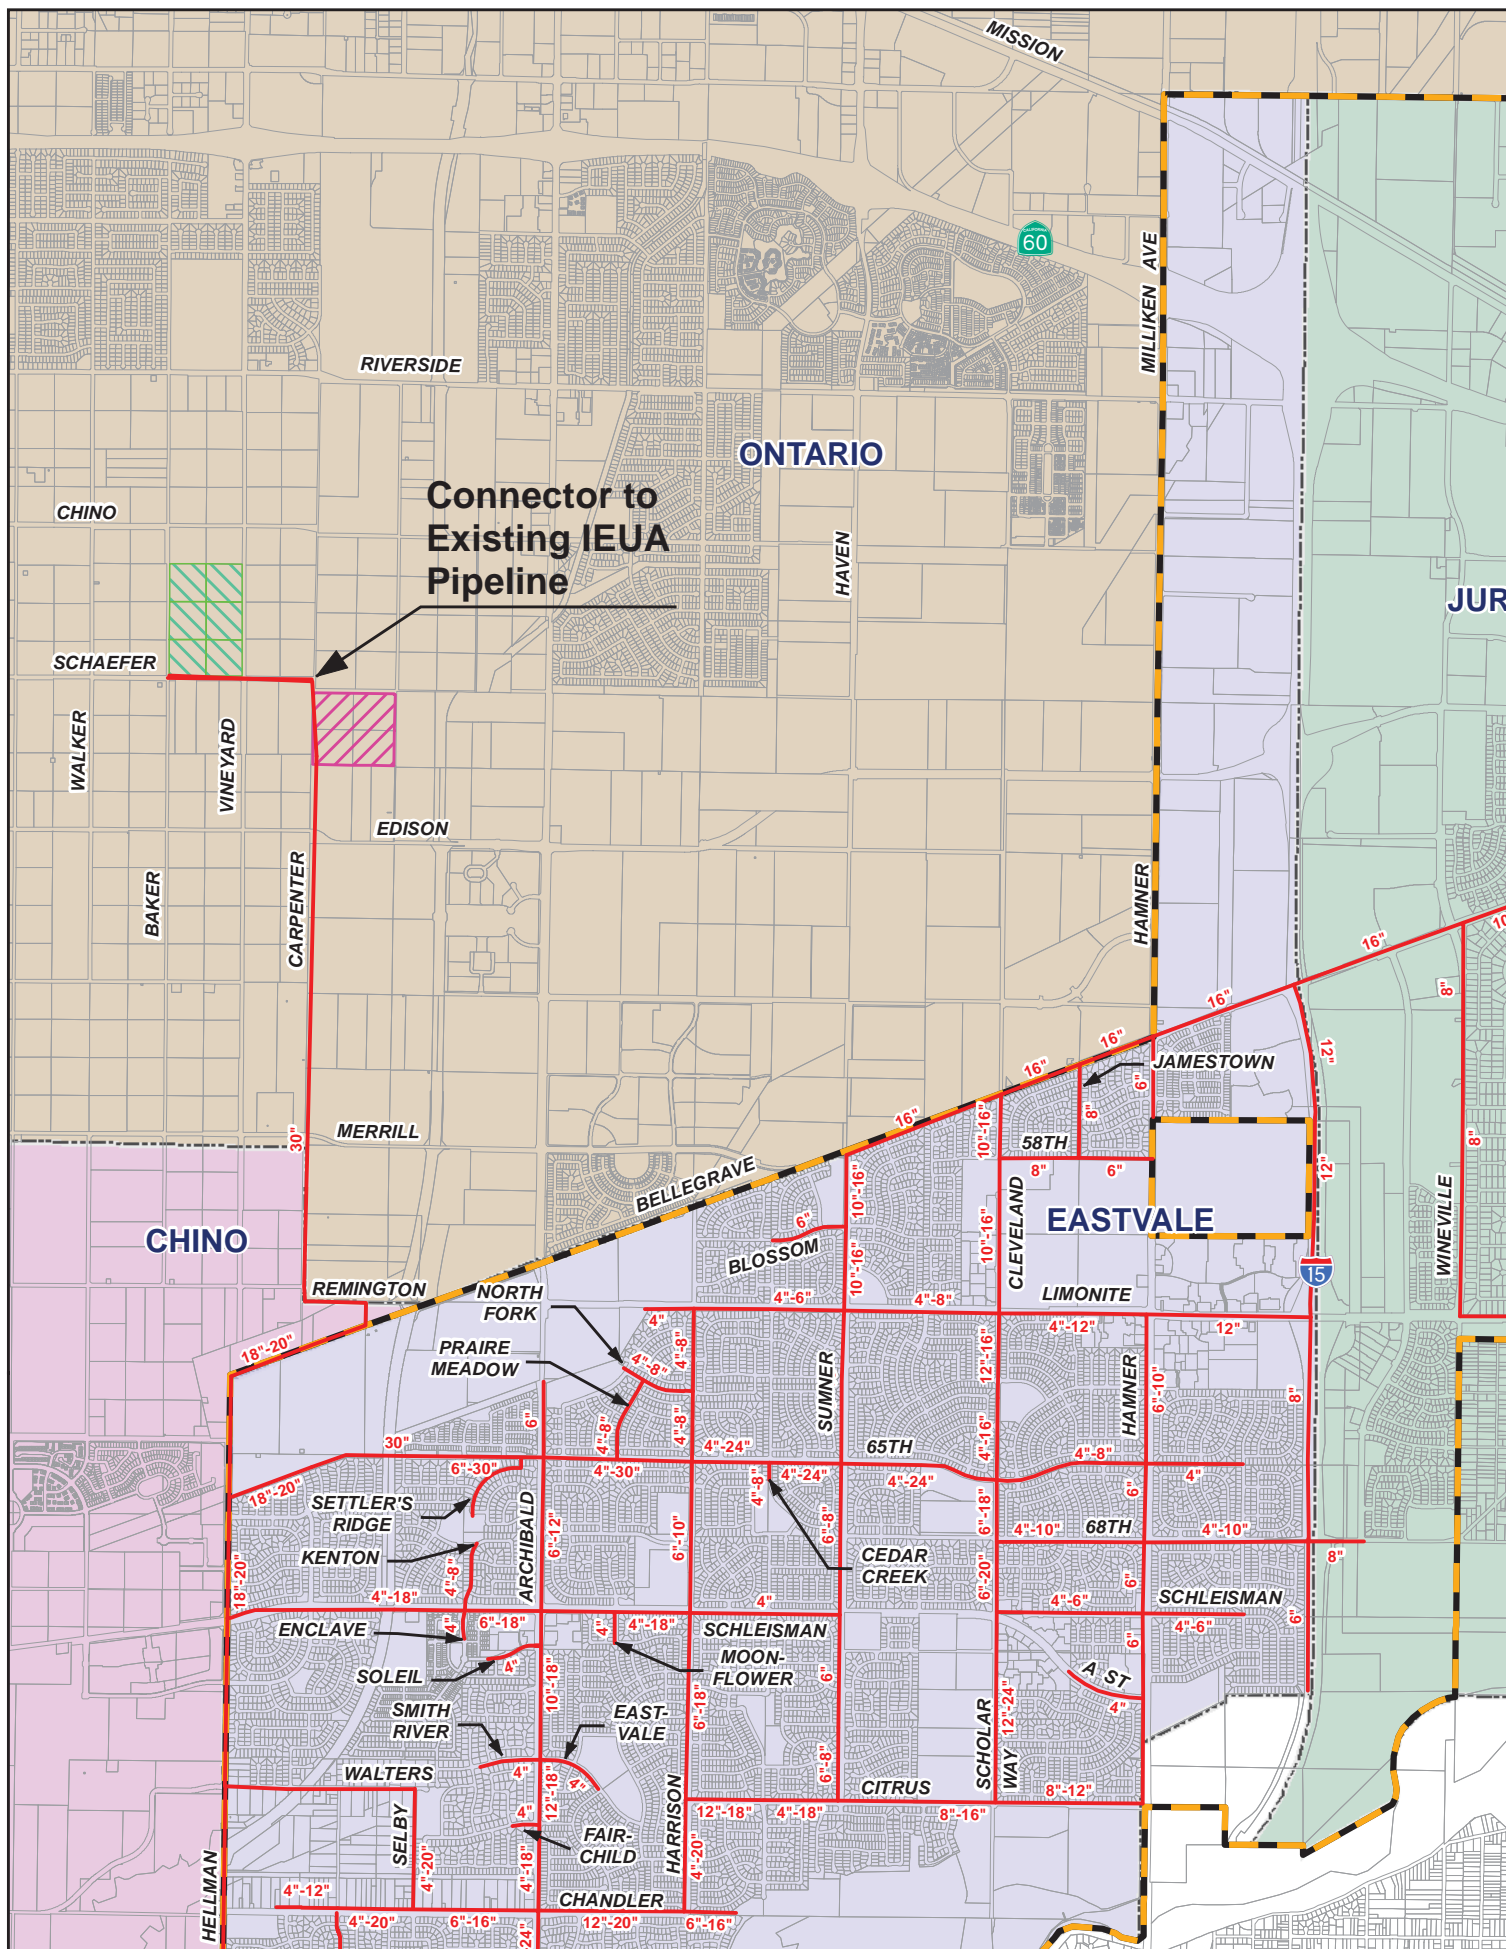 MISSION
CALIFORNIA
60
MILLIKEN AVE
RIVERSIDE
ONTARIO
Connector to
Existing IEUA
Pipeline
CHINO
HAVEN
JUR
SCHAEFER
WALKER
VINEYARD
EDISON
BAKER
CARPENTER
HAMNER
10
16"
8"
16"
16"
16"
12"
JAMESTOWN
6"
8"
16"
10"-16"
58TH
30"
MERRILL
8"
6"
12"
8"
BELLEGRAVE
10"-16"
CLEVELAND
EASTVALE
WINEVILLE
CHINO
6"
BLOSSOM
10"-16"
10"-16"
15
REMINGTON
NORTH
FORK
4"-6"
4"-8"
LIMONITE
4"
4"-12"
12"
18"-20"
PRAIRE
MEADOW
4"-8"
4"-8"
12"-16"
SUMNER
HAMNER
6"-10"
8"
6"
4"-8"
4"-8"
30"
4"-24"
65TH
4"-16"
4"-8"
6"-30"
4"-30"
4"-8"
4"-24"
4"-24"
4"
18"-20"
SETTLER'S
RIDGE
ARCHIBALD
6"
6"-18"
6"-12"
6"-10"
6"-8"
4"-10"
68TH
4"-10"
KENTON
4"-8"
CEDAR
CREEK
8"
18"-20"
6"-20"
6"
4"-18"
4"
4"-6"
SCHLEISMAN
6"
ENCLAVE
4"
6"-18"
4"
4"-18"
SCHLEISMAN
4"-6"
6"
SOLEIL
4"
MOON-
FLOWER
6"
A ST
4"
10"-18"
6"-18"
12"-24"
SMITH
RIVER
EAST-
VALE
SCHOLAR
WAY
WALTERS
4"
4"
12"-18"
6"-8"
CITRUS
8"-12"
SELBY
4"
HARRISON
12"-18"
4"-18"
8"-16"
FAIR-
CHILD
4"-20"
4"-18"
4"-20"
HELLMAN
4"-12"
CHANDLER
4"-20"
6"-16"
12"-20"
6"-16"
24"